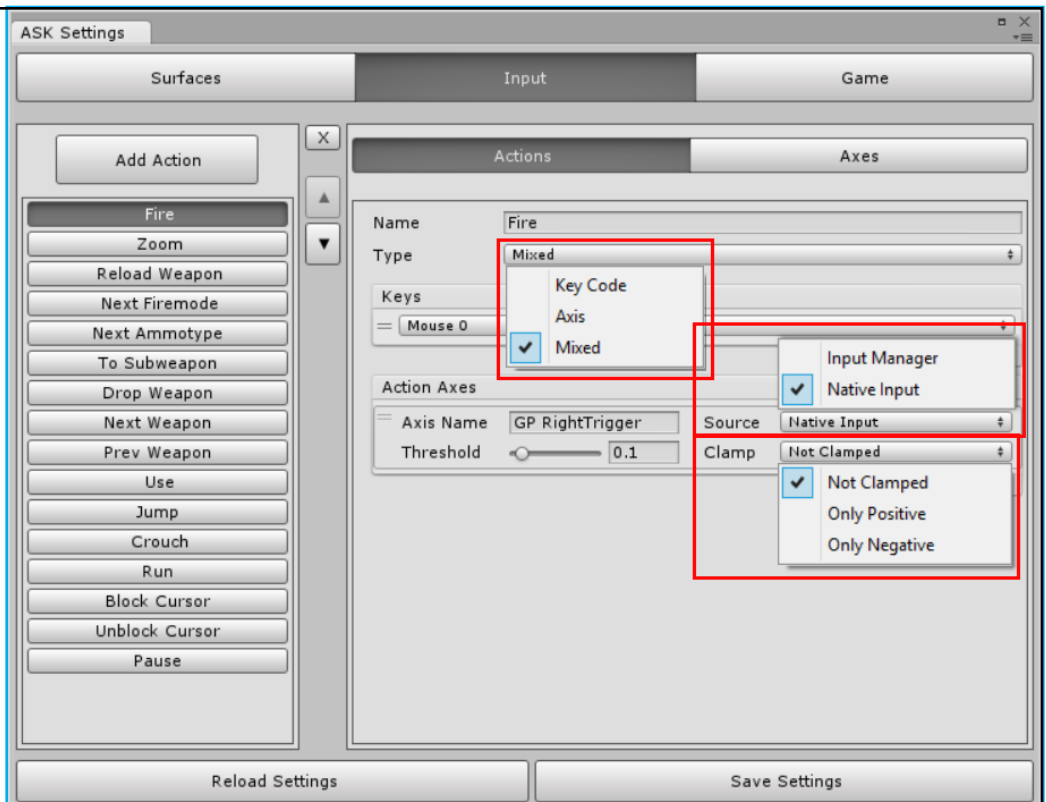 ASK Settings
Surfaces
Input
Game
Add Action
X
Actions
Axes
Fire
Zoom
Reload Weapon
Next Firemode
Next Ammotype
To Subweapon
Drop Weapon
Next Weapon
Prev Weapon
Use
Jump
Crouch
Run
Block Cursor
Unblock Cursor
Pause
Name Fire
Type Mixed
Key Code
Axis
Mixed
Keys
Mouse 0
Input Manager
Native Input
Action Axes
Axis Name GP RightTrigger Source Native Input
Threshold 0.1 Clamp Not Clamped
Not Clamped
Only Positive
Only Negative
Reload Settings
Save Settings